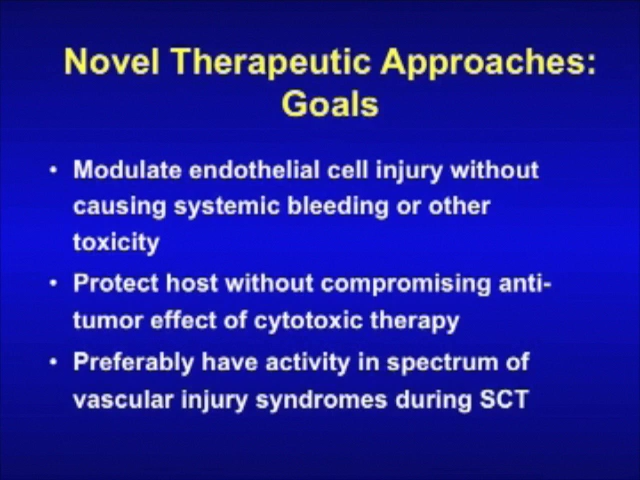 Novel Therapeutic Approaches:
Goals
• Modulate endothelial cell injury without
causing systemic bleeding or other
toxicity
• Protect host without compromising anti-
tumor effect of cytotoxic therapy
• Preferably have activity in spectrum of
vascular injury syndromes during SCT